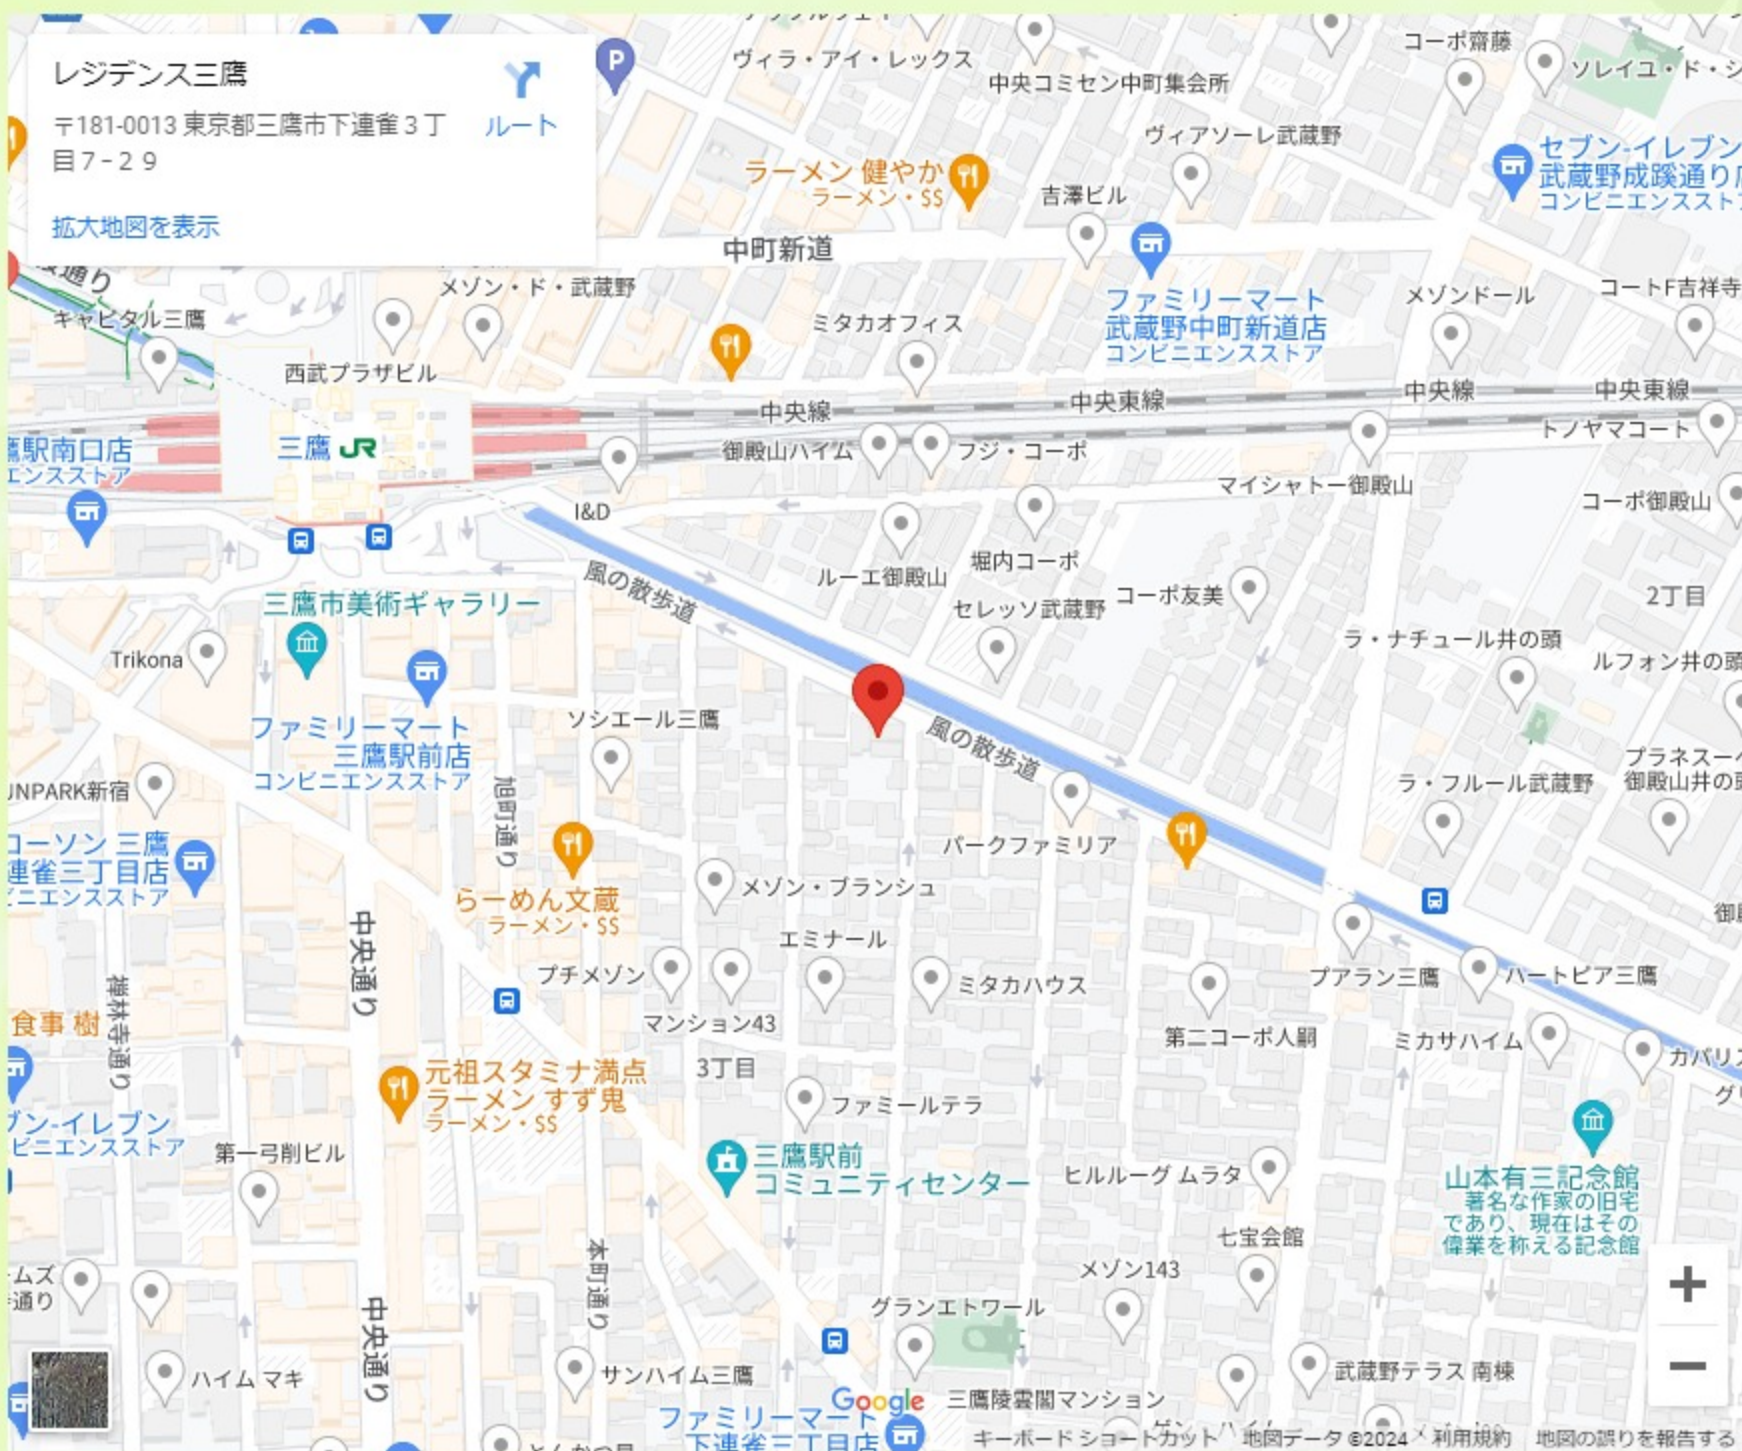 レジデンス三鷹
〒181-0013 東京都三鷹市下連雀3丁
目7-29
ルート
拡大地図を表示
P
ヴィラ・アイ・レックス
中央コミセン中町集会所
コーポ齋藤
ソレイユ・ド・シ
ヴィアソーレ武蔵野
ラーメン 健やか
ラーメン・SS
吉澤ビル
セブン-イレブン
武蔵野成蹊通り店
コンビニエンススト
中町新道
通り
メゾン・ド・武蔵野
ファミリーマート
武蔵野中町新道店
コンビニエンスストア
メゾンドール
コートF吉祥寺
キャピタル三鷹
ミタカオフィス
西武プラザビル
中央線
中央東線
中央線
中央東線
トノヤマコート
鷹駅南口店
エンスストア
三鷹 JR
御殿山ハイム
フジ・コーポ
マイシャトー御殿山
コーポ御殿山
I&D
ルーエ御殿山
堀内コーポ
風の散歩道
セレッソ武蔵野
コーポ友美
2丁目
三鷹市美術ギャラリー
Trikona
ラ・ナチュール井の頭
ルフォン井の頭
ファミリーマート
三鷹駅前店
コンビニエンスストア
ソシエール三鷹
風の散歩道
プラネスー
御殿山井の頭
ラ・フルール武蔵野
UNPARK新宿
旭町通り
ローソン 三鷹
連雀三丁目店
ビニエンスストア
パークファミリア
らーめん文蔵
ラーメン・SS
メゾン・ブランシュ
中央通り
エミナール
プチメゾン
ミタカハウス
プアラン三鷹
ハートピア三鷹
禅林寺通り
食事 樹
マンション43
第二コーポ人嗣
ミカサハイム
カバリ
グ
3丁目
元祖スタミナ満点
ラーメン すず鬼
ラーメン・SS
ファミールテラ
ブン-イレブン
ビニエンスストア
第一弓削ビル
三鷹駅前
コミュニティセンター
ヒルルーグ ムラタ
山本有三記念館
著名な作家の旧宅
であり、現在はその
偉業を称える記念館
七宝会館
本町通り
メゾン143
ムズ
通り
グランエトワール
中央通り
ハイム マキ
サンハイム三鷹
武蔵野テラス 南棟
Google
三鷹陵雲閣マンション
ファミリーマート
下連雀三丁目店
キーボード ショートカット
地図データ ©2024
利用規約
地図の誤りを報告する